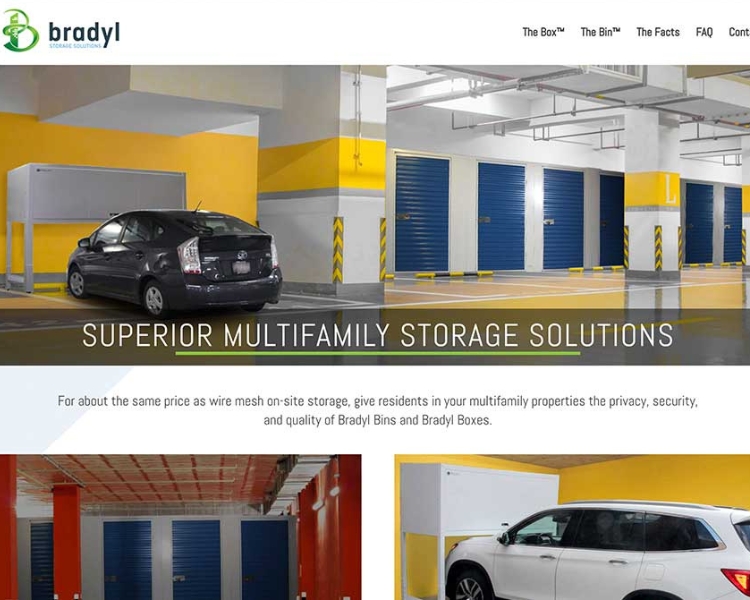 bradyl
STORAGE SOLUTIONS
The Box™ The Bin™ The Facts FAQ Cont
L
SUPERIOR MULTIFAMILY STORAGE SOLUTIONS
For about the same price as wire mesh on-site storage, give residents in your multifamily properties the privacy, security,
and quality of Bradyl Bins and Bradyl Boxes.